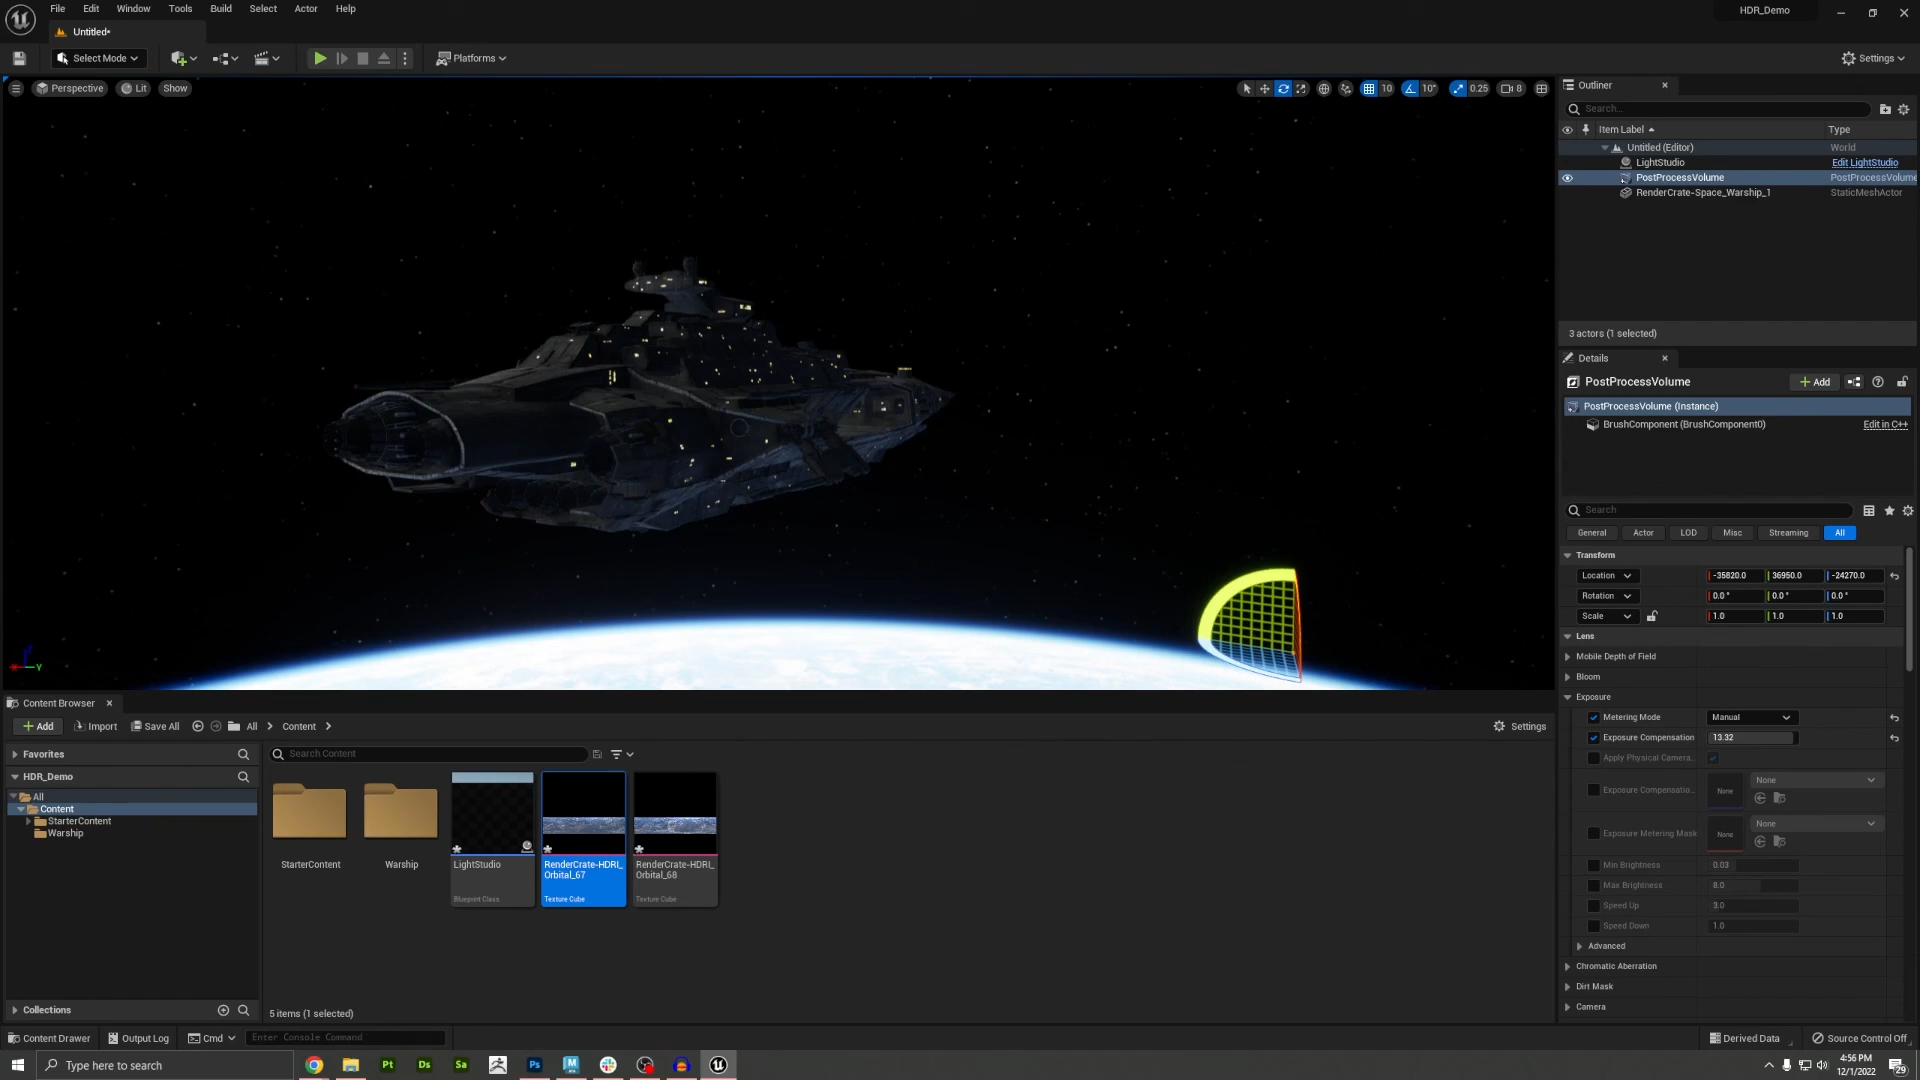 File Edit Window Tools Build Select Actor Help
HDR_Demo
Untitled*
Select Mode
Platforms
Settings
Perspective Lit Show
10 10° 0.25 8
Outliner
Search...
Item Label Type
Untitled (Editor) World
LightStudio Edit LightStudio
PostProcessVolume PostProcessVolume
RenderCrate-Space_Warship_1 StaticMeshActor
3 actors (1 selected)
Details
PostProcessVolume Add
PostProcessVolume (Instance)
BrushComponent (BrushComponent0) Edit in C++
Search
General Actor LOD Misc Streaming All
Transform
Location -35820.0 36950.0 -24270.0
Rotation 0.0 ° 0.0 ° 0.0 °
Scale 1.0 1.0 1.0
Lens
Mobile Depth of Field
Bloom
Exposure
Metering Mode Manual
Exposure Compensation 13.32
Apply Physical Camera...
Exposure Compensatio... None None
Exposure Metering Mask None None
Min Brightness 0.03
Max Brightness 8.0
Speed Up 3.0
Speed Down 1.0
Advanced
Chromatic Aberration
Dirt Mask
Camera
Y
Content Browser
Add Import Save All All Content Settings
Favorites
HDR_Demo
All
Content
StarterContent
Warship
Collections
Search Content
StarterContent
Warship
LightStudio
Blueprint Class
RenderCrate-HDRI_
Orbital_67
Texture Cube
RenderCrate-HDRI_
Orbital_68
Texture Cube
5 items (1 selected)
Content Drawer Output Log Cmd Enter Console Command Derived Data Source Control Off
Type here to search
Pt Ds Sa Ps M
4:56 PM
12/1/2022
29